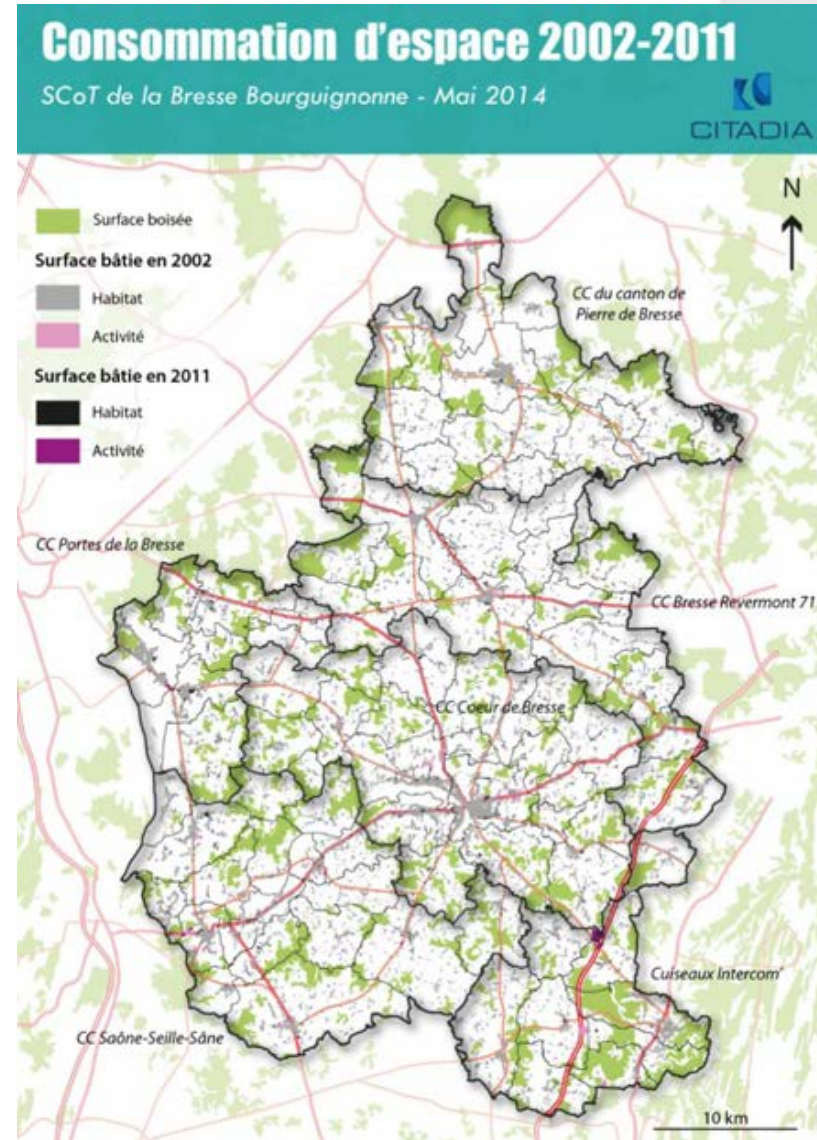 Consommation d'espace 2002-2011
SCoT de la Bresse Bourguignonne - Mai 2014
CITADIA
N
Surface boisée
Surface bâtie en 2002
Habitat
Activité
Surface bâtie en 2011
Habitat
Activité
CC du canton de
Pierre de Bresse
CC Portes de la Bresse
CC Bresse Revermont 71
CC Coeur de Bresse
Cuiseaux Intercom'
CC Saône-Seille-Sâne
10 km